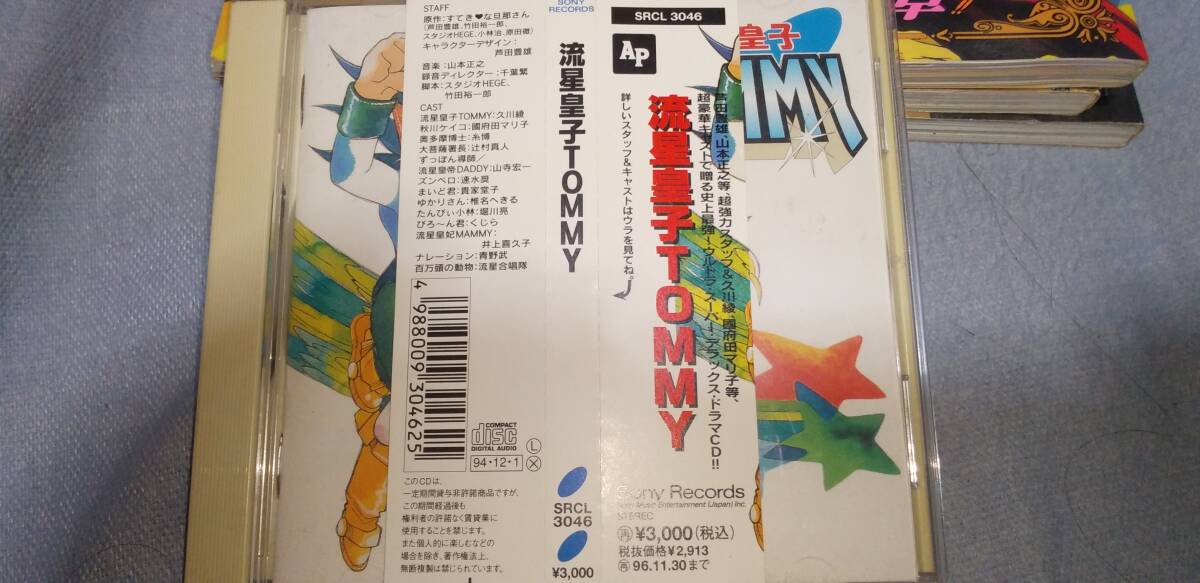 STAFF
原作：すてき♥な旦那さん
(芦田豊雄、竹田裕一郎、
スタジオHEGE、小林治、原田徹)
キャラクターデザイン：
芦田豊雄
音楽：山本正之
録音ディレクター：千葉繁
脚本：スタジオHEGE、
竹田裕一郎
CAST
流星皇子TOMMY：久川綾
秋川ケイコ：國府田マリ子
奥多摩博士：糸博
大菩薩署長：辻村真人
ずっぽん導師／
流星皇帝DADDY：山寺宏一
ズンベロ：速水奨
まいど君：貴家堂子
ゆかりさん：椎名へきる
たんぴぃ小林：堀川亮
ぴろ〜ん君：くじら
流星皇妃MAMMY：
井上喜久子
ナレーション：青野武
百万頭の動物：流星合唱隊
4 988009 304625
COMPACT
disc
DIGITAL AUDIO
94・12・1
Ⓛ
Ⓧ
このCDは、
一定期間貸与非許諾商品ですが、
この期間経過後も
権利者の許諾なく賃貸業に
使用することを禁じます。
また個人的に楽しむなどの
場合を除き、著作権法上、
無断複製は禁じられています。
SONY
RECORDS
流星皇子TOMMY
SRCL
3046
¥3,000
SRCL 3046
AP
芦田豊雄、山本正之等、超強力スタッフ&久川綾、國府田マリ子等、
超豪華キャストで贈る史上最強！ウルトラ・スーパー・デラックス・ドラマCD!!
流星皇子TOMMY
詳しいスタッフ&キャストはウラを見てね。
Sony Records
Sony Music Entertainment (Japan) Inc.
STEREO
㊖¥3,000(税込)
税抜価格¥2,913
㊖96.11.30まで
皇子
MMY